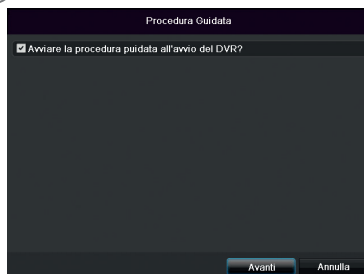 Procedura Guidata
Avviare la procedura puidata all'avvio del DVR?
Avanti Annulla